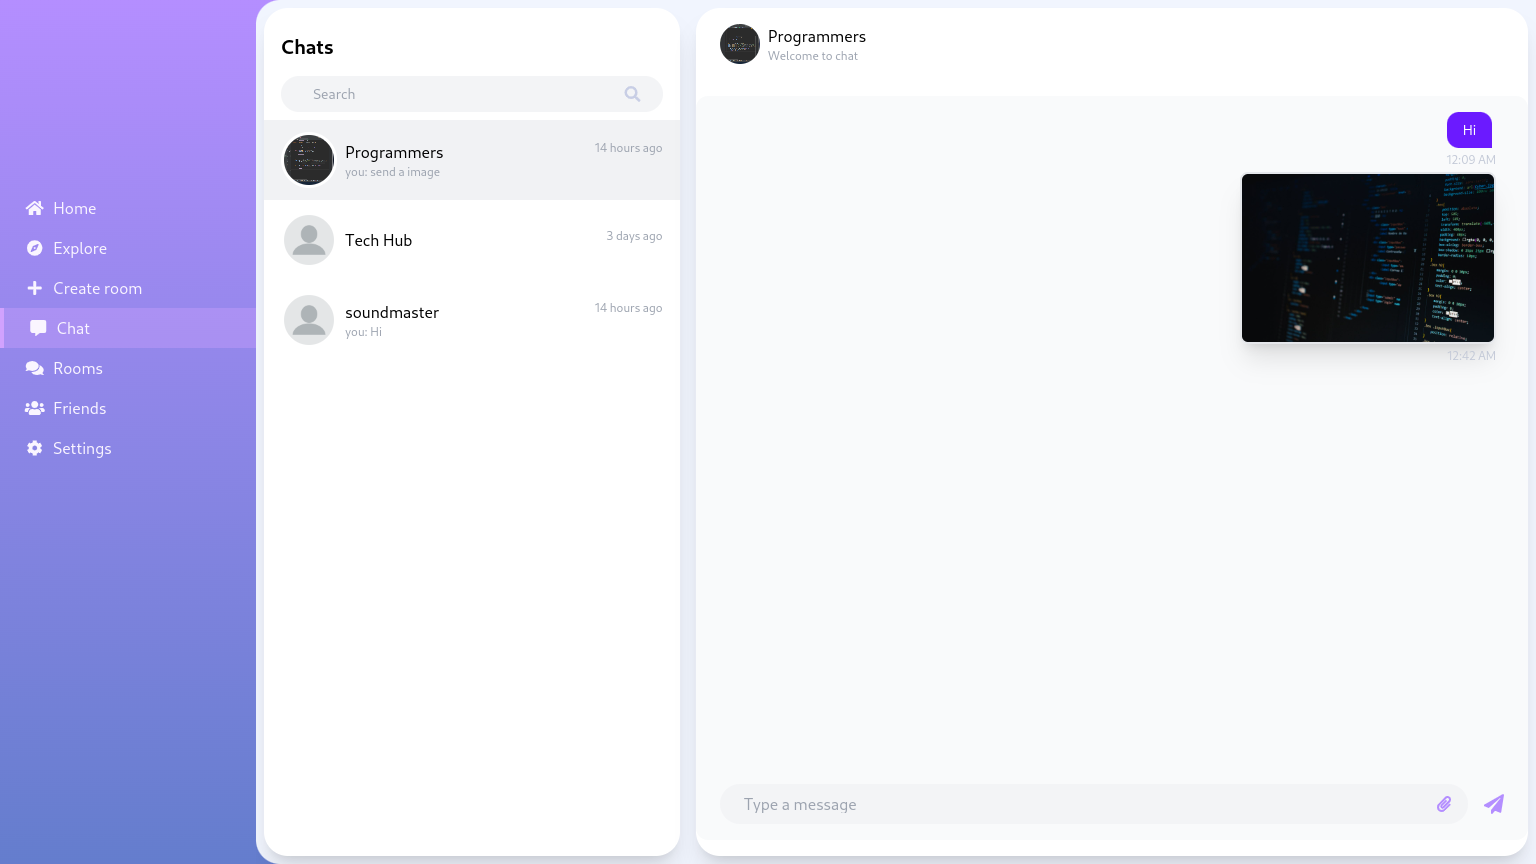 Home
Explore
Create room
Chat
Rooms
Friends
Settings
Chats
Search
Programmers
14 hours ago
you: send a image
Tech Hub
3 days ago
soundmaster
14 hours ago
you: Hi
Programmers
Welcome to chat
Hi
12:09 AM
12:42 AM
Type a message